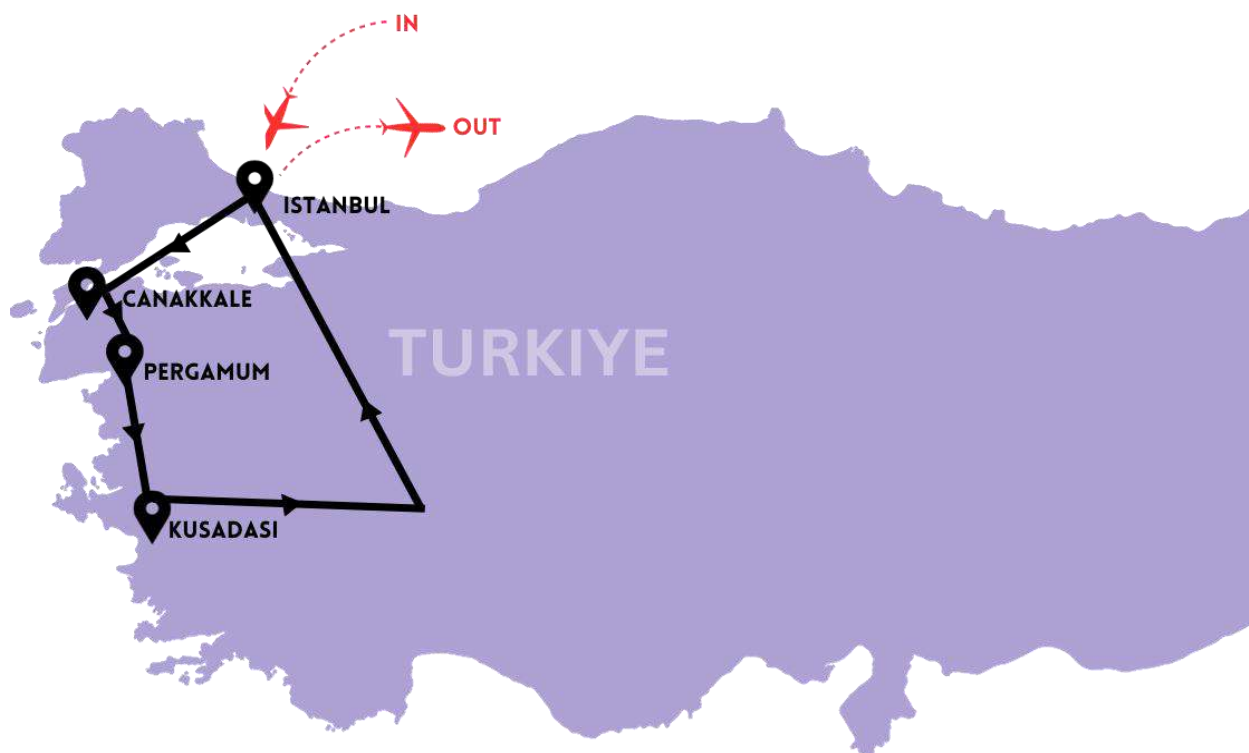 IN
OUT
ISTANBUL
CANAKKALE
TURKIYE
PERGAMUM
KUSADASI